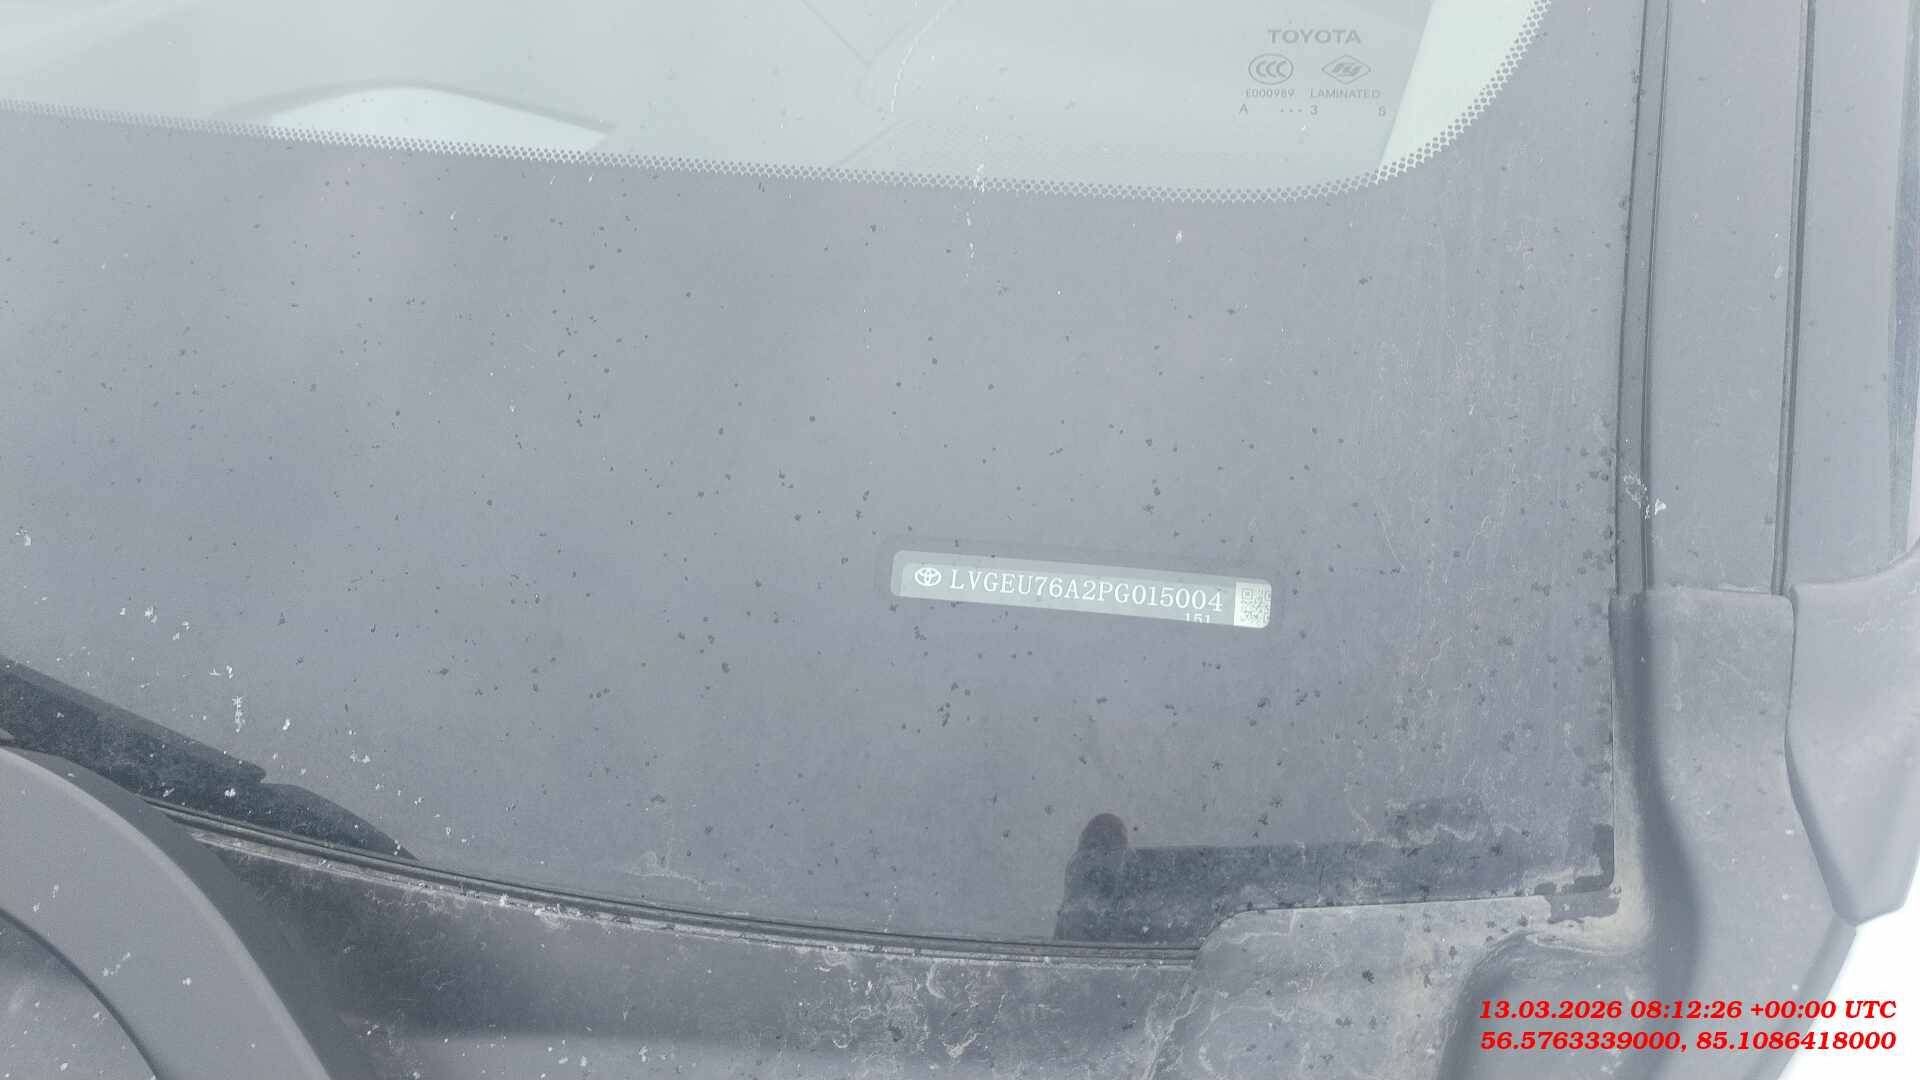 TOYOTA
CCC
E000989 LAMINATED
A ...3 5
LVGEU76A2PG015004
151
13.03.2026 08:12:26 +00:00 UTC
56.5763339000, 85.1086418000